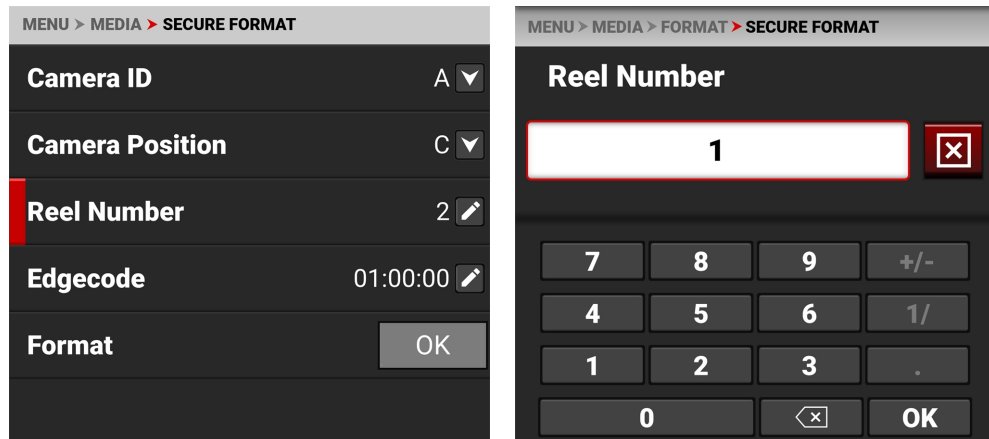 MENU > MEDIA > SECURE FORMAT
Camera ID A
Camera Position C
Reel Number 2
Edgecode 01:00:00
Format OK
MENU > MEDIA > FORMAT > SECURE FORMAT
Reel Number
1
7 8 9 +/-
4 5 6 1/
1 2 3 .
0 OK